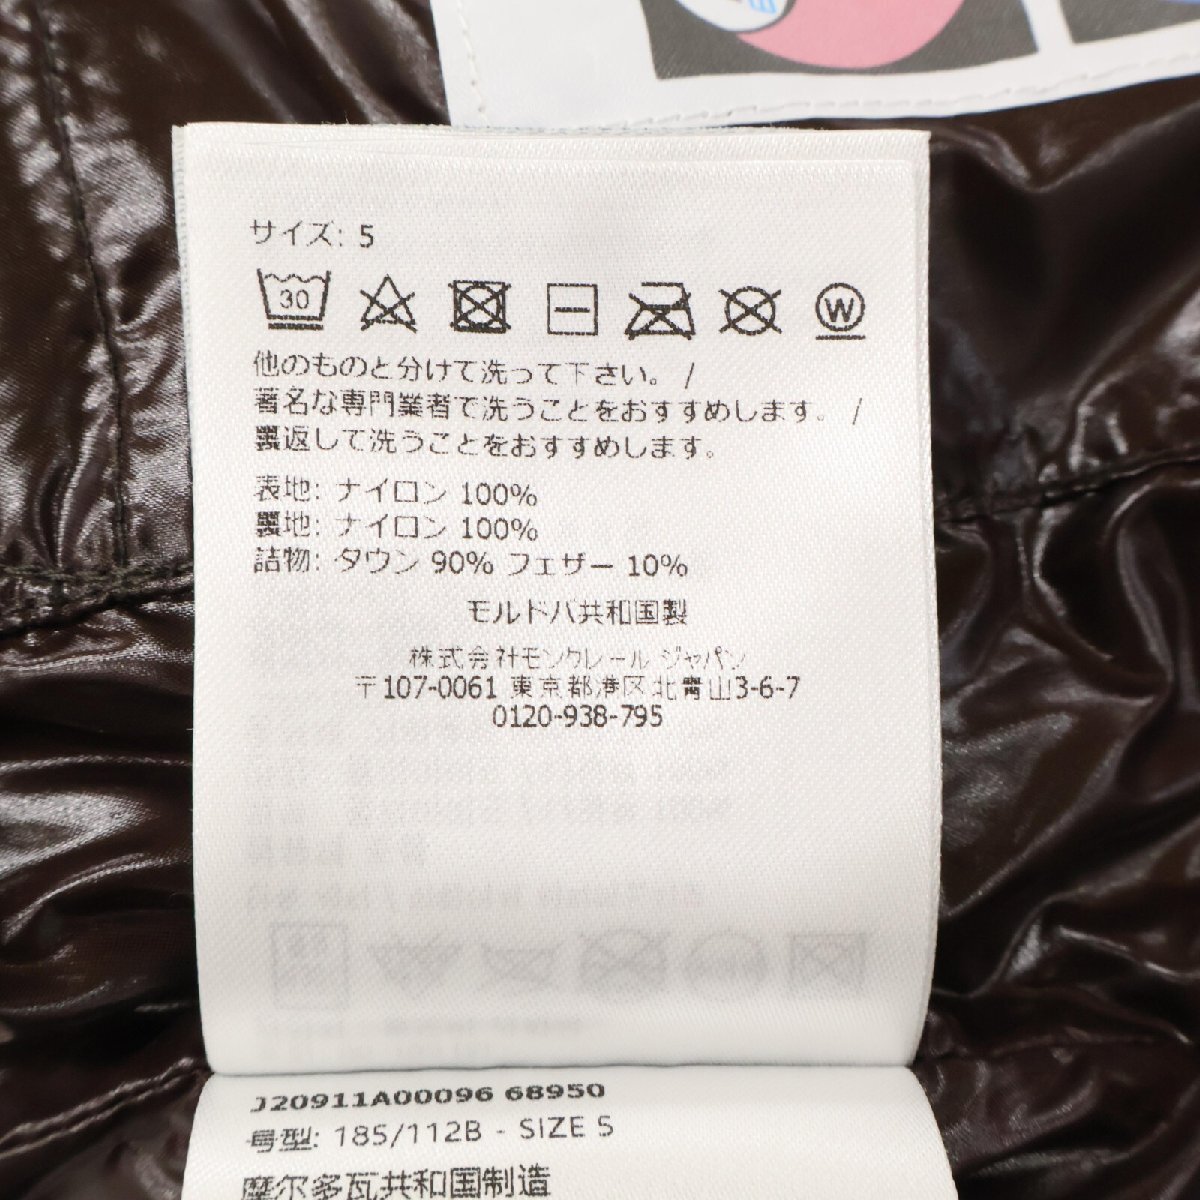 サイズ: 5
30
W
他のものと分けて洗って下さい。 /
著名な専門業者で洗うことをおすすめします。 /
裏返して洗うことをおすすめします。
表地: ナイロン 100%
裏地: ナイロン 100%
詰物: タウン 90% フェザー 10%
モルドバ共和国製
株式会社モンクレール ジャパン
〒107-0061 東京都港区北青山3-6-7
0120-938-795
J20911A00096 68950
号型: 185/112B - SIZE 5
摩尔多瓦共和国制造